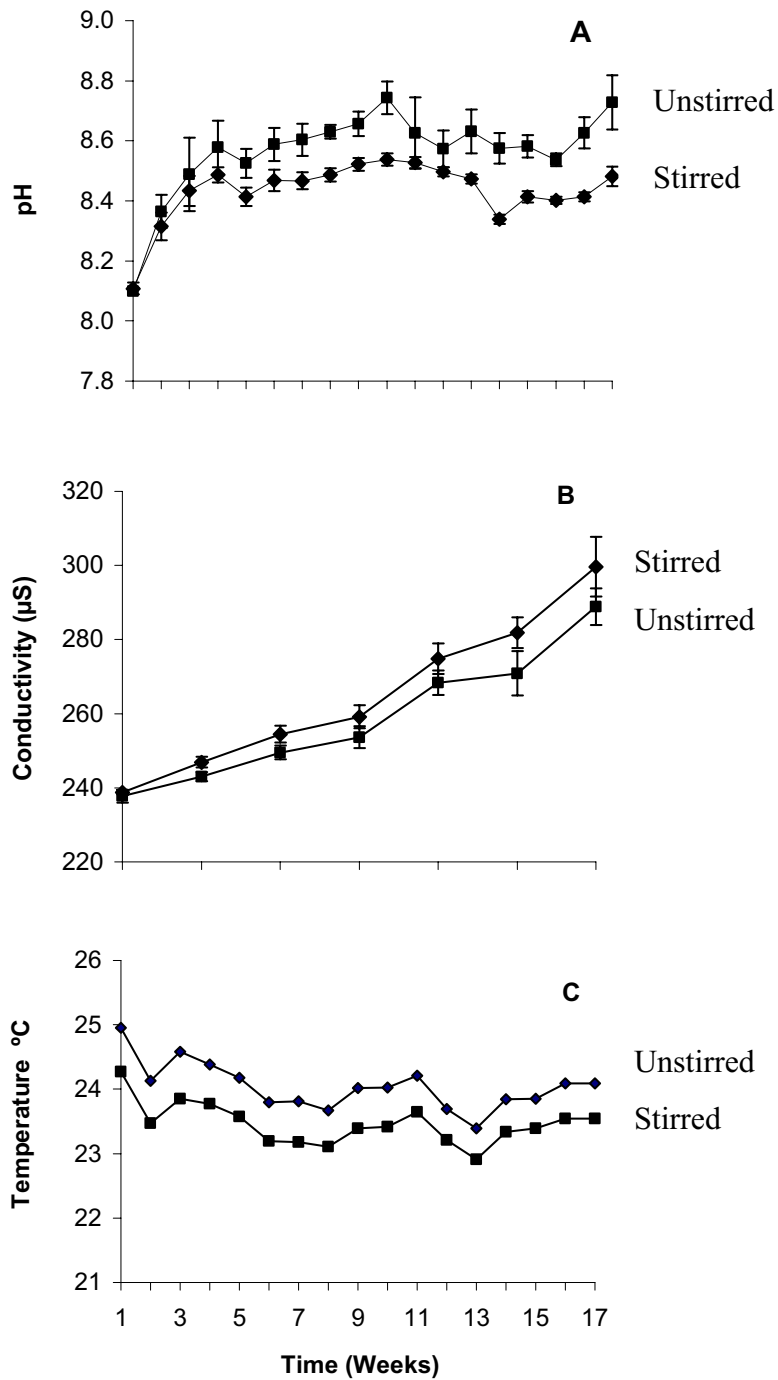 9.0
A
8.8
Unstirred
8.6
Stirred
8.4
pH
8.2
8.0
7.8
320
B
300
Stirred
Unstirred
280
Conductivity (µS)
260
240
220
26
C
25
Unstirred
24
Stirred
Temperature ºC
23
22
21
1 3 5 7 9 11 13 15 17
Time (Weeks)